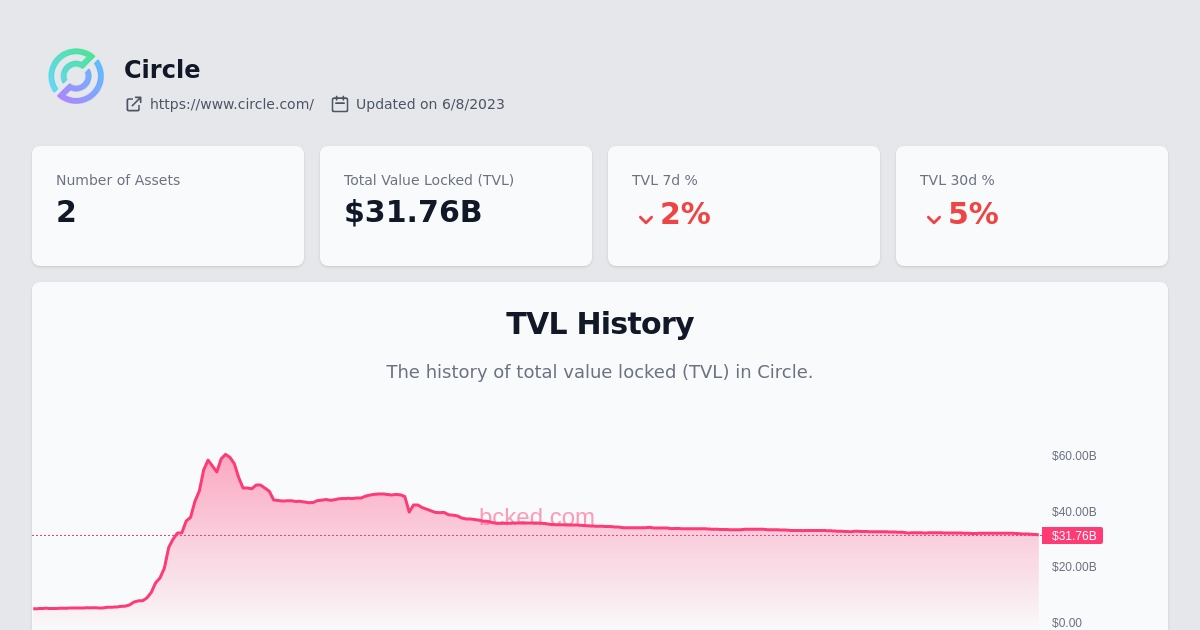 Circle
https://www.circle.com/ Updated on 6/8/2023
Number of Assets
2
Total Value Locked (TVL)
$31.76B
TVL 7d %
2%
TVL 30d %
5%
TVL History
The history of total value locked (TVL) in Circle.
bcked.com
$60.00B
$40.00B
$31.76B
$20.00B
$0.00